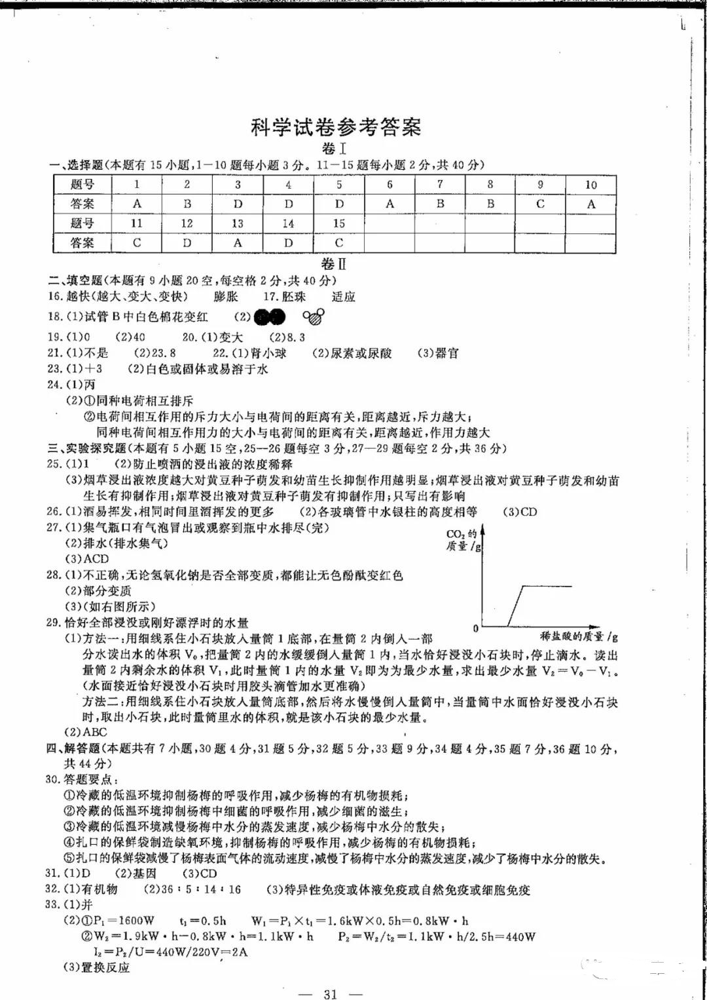 科学试卷参考答案
卷Ⅰ
一、选择题(本题有 15 小题,1—10 题每小题 3 分。11—15 题每小题 2 分,共 40 分)
题号 1 2 3 4 5 6 7 8 9 10
答案 A B D D D A B B C A
题号 11 12 13 14 15
答案 C D A D C
卷Ⅱ
二、填空题(本题有 9 小题 20 空,每空格 2 分,共 40 分)
16. 越快(越大、变大、变快) 膨胀 17. 胚珠 适应
18. (1)试管 B 中白色棉花变红 (2)
19. (1)0 (2)40 20. (1)变大 (2)8.3
21. (1)不是 (2)23.8 22. (1)肾小球 (2)尿素或尿酸 (3)器官
23. (1)+3 (2)白色或固体或易溶于水
24. (1)丙
(2)①同种电荷相互排斥
②电荷间相互作用的斥力大小与电荷间的距离有关,距离越近,斥力越大;
同种电荷间相互作用力的大小与电荷间的距离有关,距离越近,作用力越大
三、实验探究题(本题有 5 小题 15 空,25—26 题每空 3 分,27—29 题每空 2 分,共 36 分)
25. (1)1 (2)防止喷洒的浸出液的浓度稀释
(3)烟草浸出液浓度越大对黄豆种子萌发和幼苗生长抑制作用越明显;烟草浸出液对黄豆种子萌发和幼苗
生长有抑制作用;烟草浸出液对黄豆种子萌发有抑制作用;只写出有影响
26. (1)酒易挥发,相同时间里酒挥发的更多 (2)各玻璃管中水银柱的高度相等 (3)CD
27. (1)集气瓶口有气泡冒出或观察到瓶中水排尽(完)
(2)排水(排水集气)
(3)ACD
28. (1)不正确,无论氢氧化钠是否全部变质,都能让无色酚酞变红色
(2)部分变质
(3)(如右图所示)
CO₂的
质量/g
0
稀盐酸的质量/g
29. 恰好全部浸没或刚好漂浮时的水量
(1)方法一:用细线系住小石块放入量筒 1 底部,在量筒 2 内倒入一部
分水读出水的体积 V₀,把量筒 2 内的水缓缓倒入量筒 1 内,当水恰好浸没小石块时,停止滴水。读出
量筒 2 内剩余水的体积 V₁,此时量筒 1 内的水量 V₂即为为最少水量,求出最少水量 V₂=V₀-V₁。
(水面接近恰好浸没小石块时用胶头滴管加水更准确)
方法二:用细线系住小石块放入量筒底部,然后将水慢慢倒入量筒中,当量筒中水面恰好浸没小石块
时,取出小石块,此时量筒里水的体积,就是该小石块的最少水量。
(2)ABC
四、解答题(本题共有 7 小题,30 题 4 分,31 题 5 分,32 题 5 分,33 题 9 分,34 题 4 分,35 题 7 分,36 题 10 分,
共 44 分)
30. 答题要点:
①冷藏的低温环境抑制杨梅的呼吸作用,减少杨梅的有机物损耗;
②冷藏的低温环境抑制杨梅中细菌的呼吸作用,减少细菌的滋生;
③冷藏的低温环境减慢杨梅中水分的蒸发速度,减少杨梅中水分的散失;
④扎口的保鲜袋制造缺氧环境,抑制杨梅的呼吸作用,减少杨梅的有机物损耗;
⑤扎口的保鲜袋减慢了杨梅表面气体的流动速度,减慢了杨梅中水分的蒸发速度,减少了杨梅中水分的散失。
31. (1)D (2)基因 (3)CD
32. (1)有机物 (2)36:5:14:16 (3)特异性免疫或体液免疫或自然免疫或细胞免疫
33. (1)并
(2)①P₁=1600W t₁=0.5h W₁=P₁×t₁=1.6kW×0.5h=0.8kW·h
②W₂=1.9kW·h-0.8kW·h=1.1kW·h P₂=W₂/t₂=1.1kW·h/2.5h=440W
I₂=P₂/U=440W/220V=2A
(3)置换反应
— 31 —